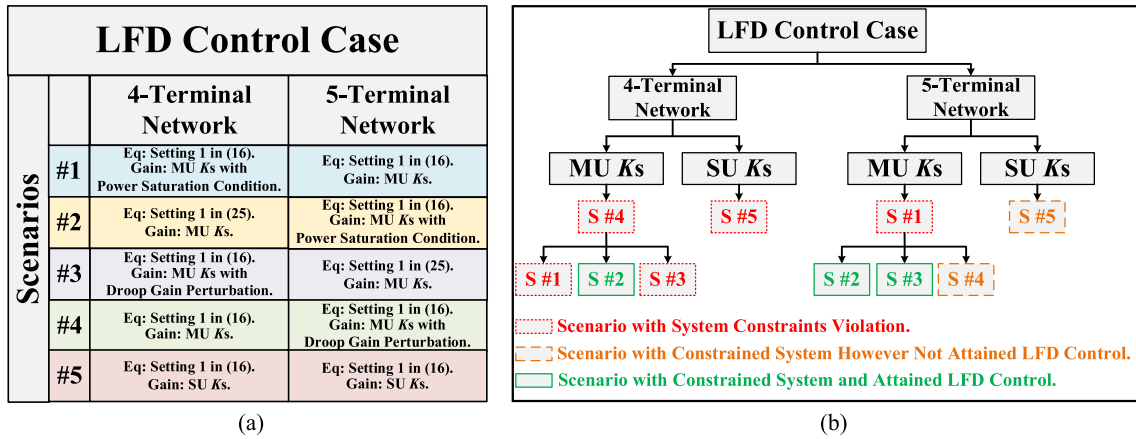 LFD Control Case
Scenarios
4-Terminal
Network
5-Terminal
Network
#1
Eq: Setting 1 in (16).
Gain: MU Ks with
Power Saturation Condition.
Eq: Setting 1 in (16).
Gain: MU Ks.
#2
Eq: Setting 1 in (25).
Gain: MU Ks.
Eq: Setting 1 in (16).
Gain: MU Ks with
Power Saturation Condition.
#3
Eq: Setting 1 in (16).
Gain: MU Ks with
Droop Gain Perturbation.
Eq: Setting 1 in (25).
Gain: MU Ks.
#4
Eq: Setting 1 in (16).
Gain: MU Ks.
Eq: Setting 1 in (16).
Gain: MU Ks with
Droop Gain Perturbation.
#5
Eq: Setting 1 in (16).
Gain: SU Ks.
Eq: Setting 1 in (16).
Gain: SU Ks.
(a)
LFD Control Case
4-Terminal
Network
5-Terminal
Network
MU Ks
SU Ks
MU Ks
SU Ks
S #4
S #5
S #1
S #5
S #1
S #2
S #3
S #2
S #3
S #4
Scenario with System Constraints Violation.
Scenario with Constrained System However Not Attained LFD Control.
Scenario with Constrained System and Attained LFD Control.
(b)